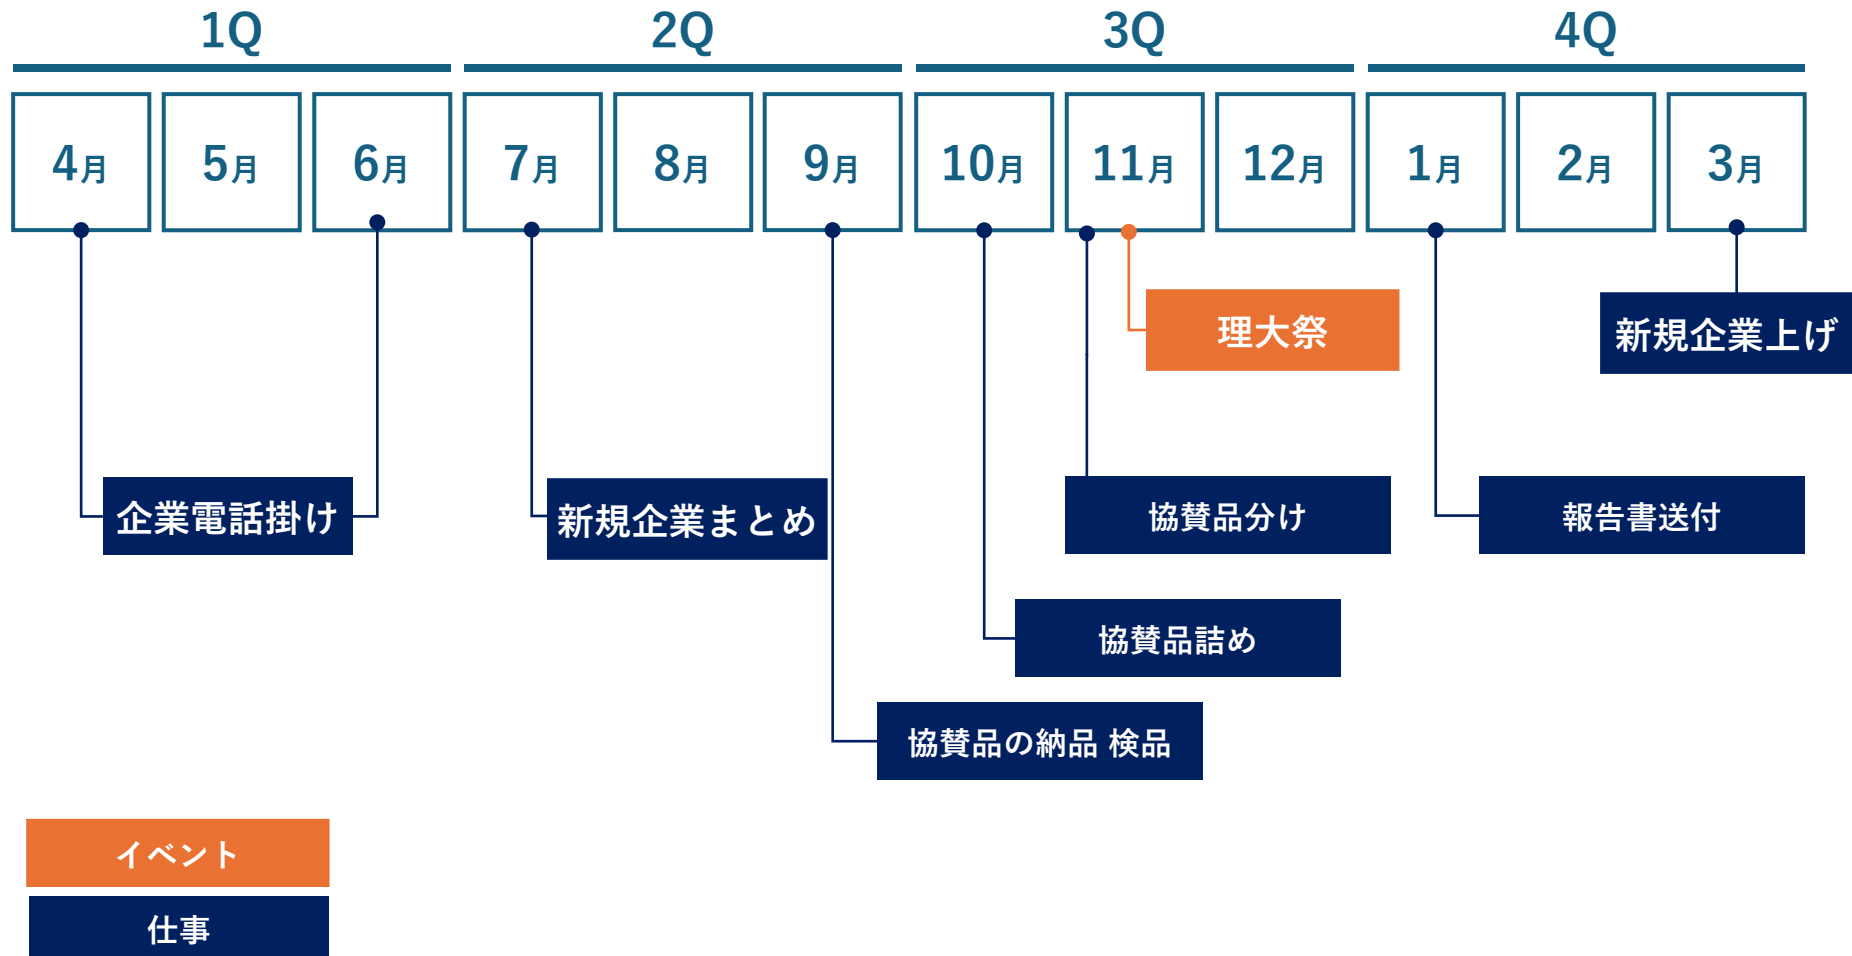 1Q
2Q
3Q
4Q
4月
5月
6月
7月
8月
9月
10月
11月
12月
1月
2月
3月
理大祭
新規企業上げ
企業電話掛け
新規企業まとめ
協賛品分け
報告書送付
協賛品詰め
協賛品の納品 検品
イベント
仕事